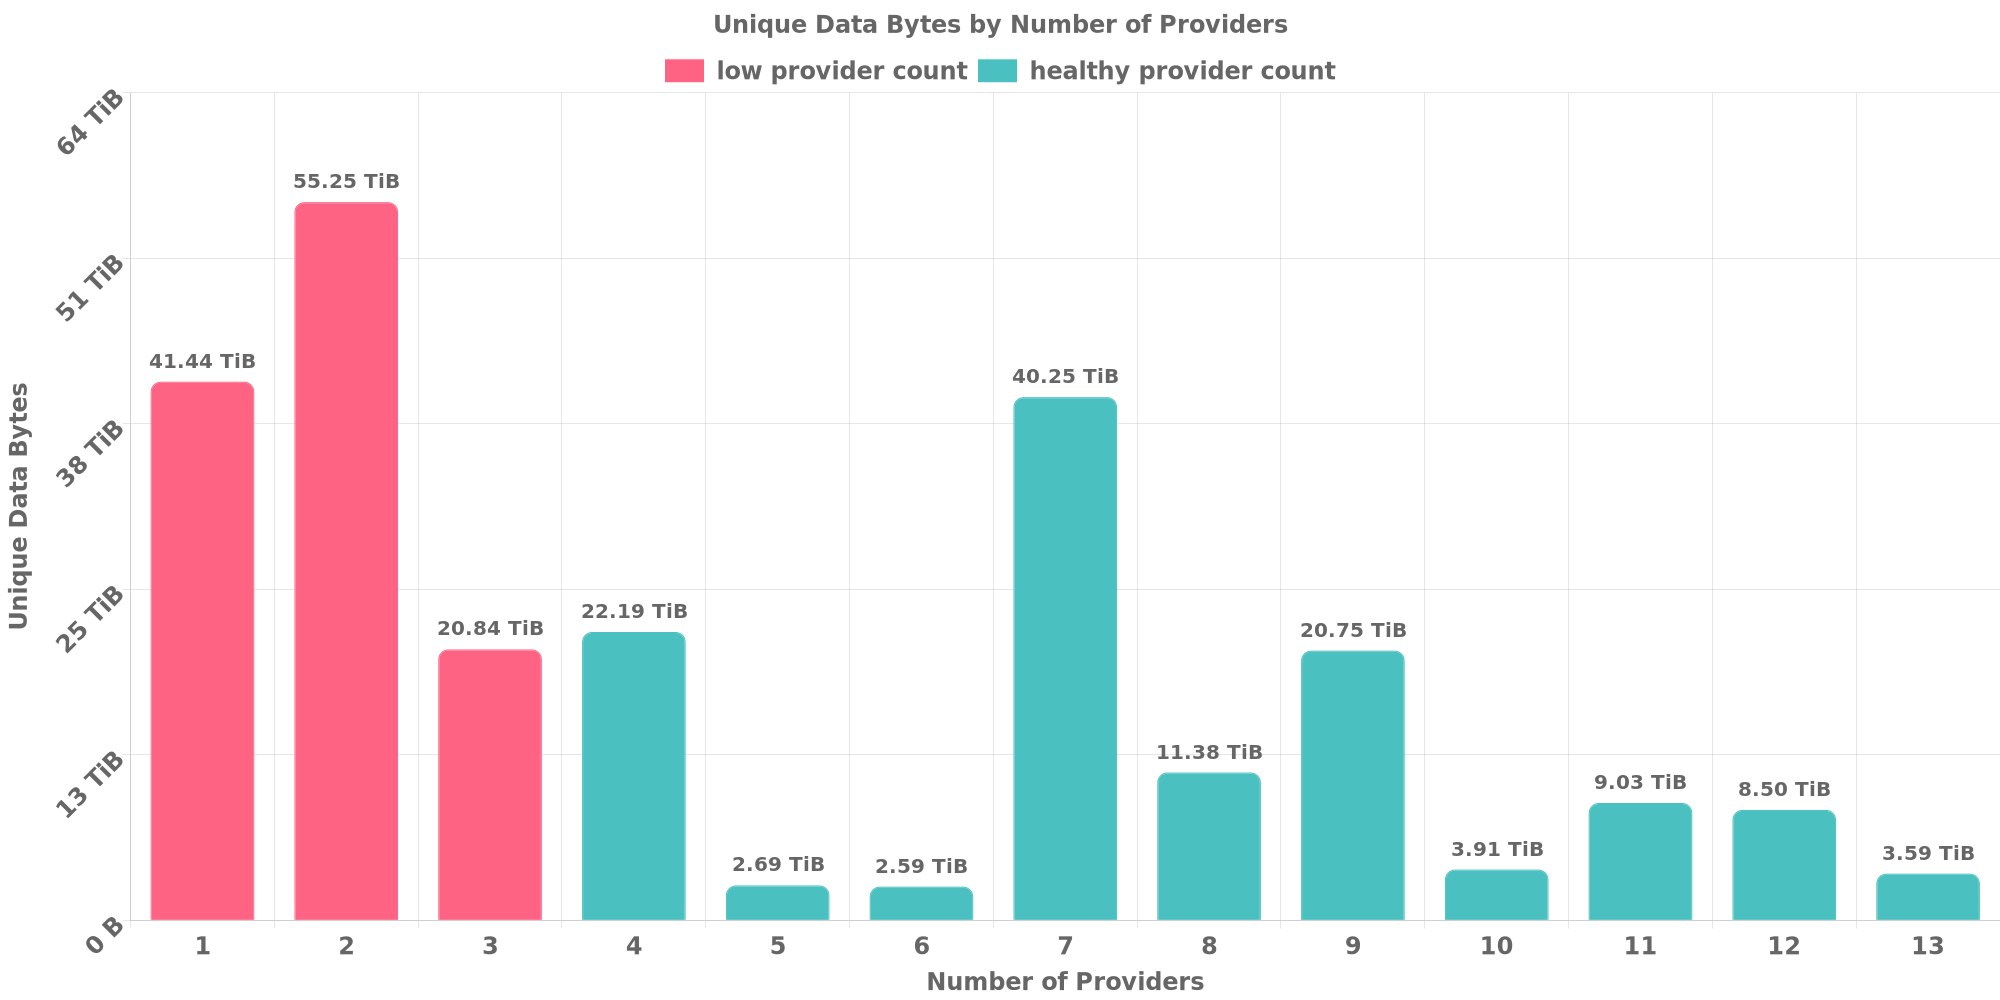 Unique Data Bytes by Number of Providers
low provider count healthy provider count
Unique Data Bytes
64 TiB
51 TiB
38 TiB
25 TiB
13 TiB
0 B
41.44 TiB
55.25 TiB
20.84 TiB
22.19 TiB
2.69 TiB
2.59 TiB
40.25 TiB
11.38 TiB
20.75 TiB
3.91 TiB
9.03 TiB
8.50 TiB
3.59 TiB
1 2 3 4 5 6 7 8 9 10 11 12 13
Number of Providers